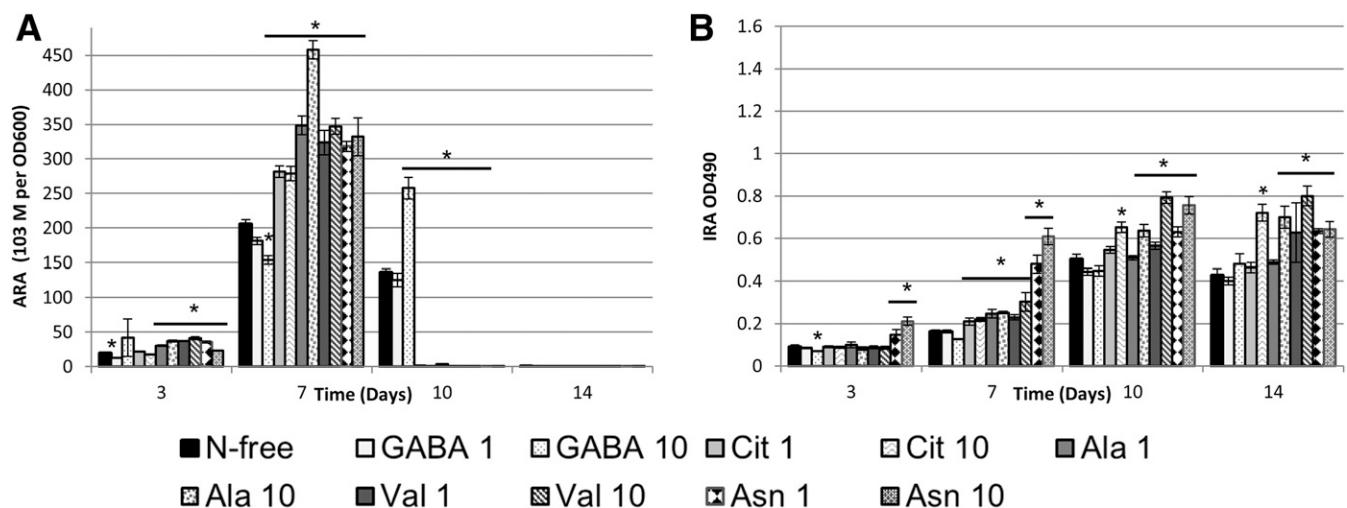 A
*
450
400
350
300
250
200
150
100
50
0
ARA (103 M per OD600)
* * * *
3 7 Time (Days) 10 14
B
1.6
1.4
1.2
1
0.8
0.6
0.4
0.2
0
IRA OD490
* * * * * * * *
3 7 Time (Days) 10 14
N-free GABA 1 GABA 10 Cit 1 Cit 10 Ala 1
Ala 10 Val 1 Val 10 Asn 1 Asn 10